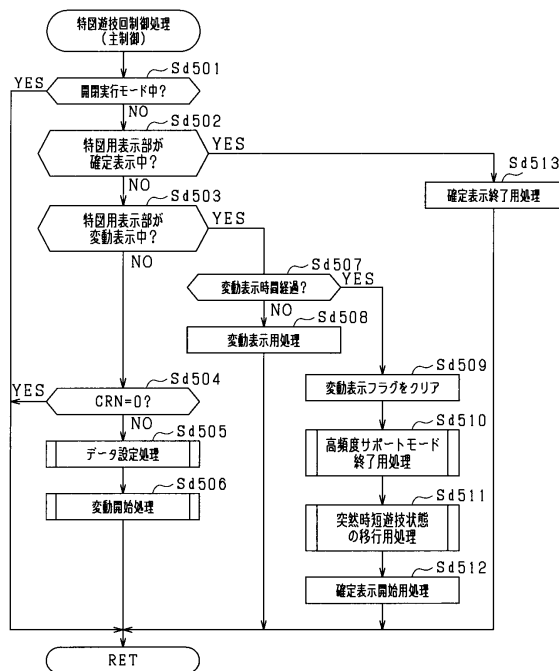 特図遊技回制御処理
(主制御)
Sd501
YES
開閉実行モード中?
NO
Sd502
特図用表示部が
確定表示中?
YES
Sd513
確定表示終了用処理
NO
Sd503
特図用表示部が
変動表示中?
YES
NO
Sd507
変動表示時間経過?
YES
NO
Sd508
変動表示用処理
Sd509
変動表示フラグをクリア
Sd504
YES
CRN=0?
NO
Sd510
高頻度サポートモード
終了用処理
Sd505
データ設定処理
Sd506
変動開始処理
Sd511
突然時短遊技状態
の移行用処理
Sd512
確定表示開始用処理
RET